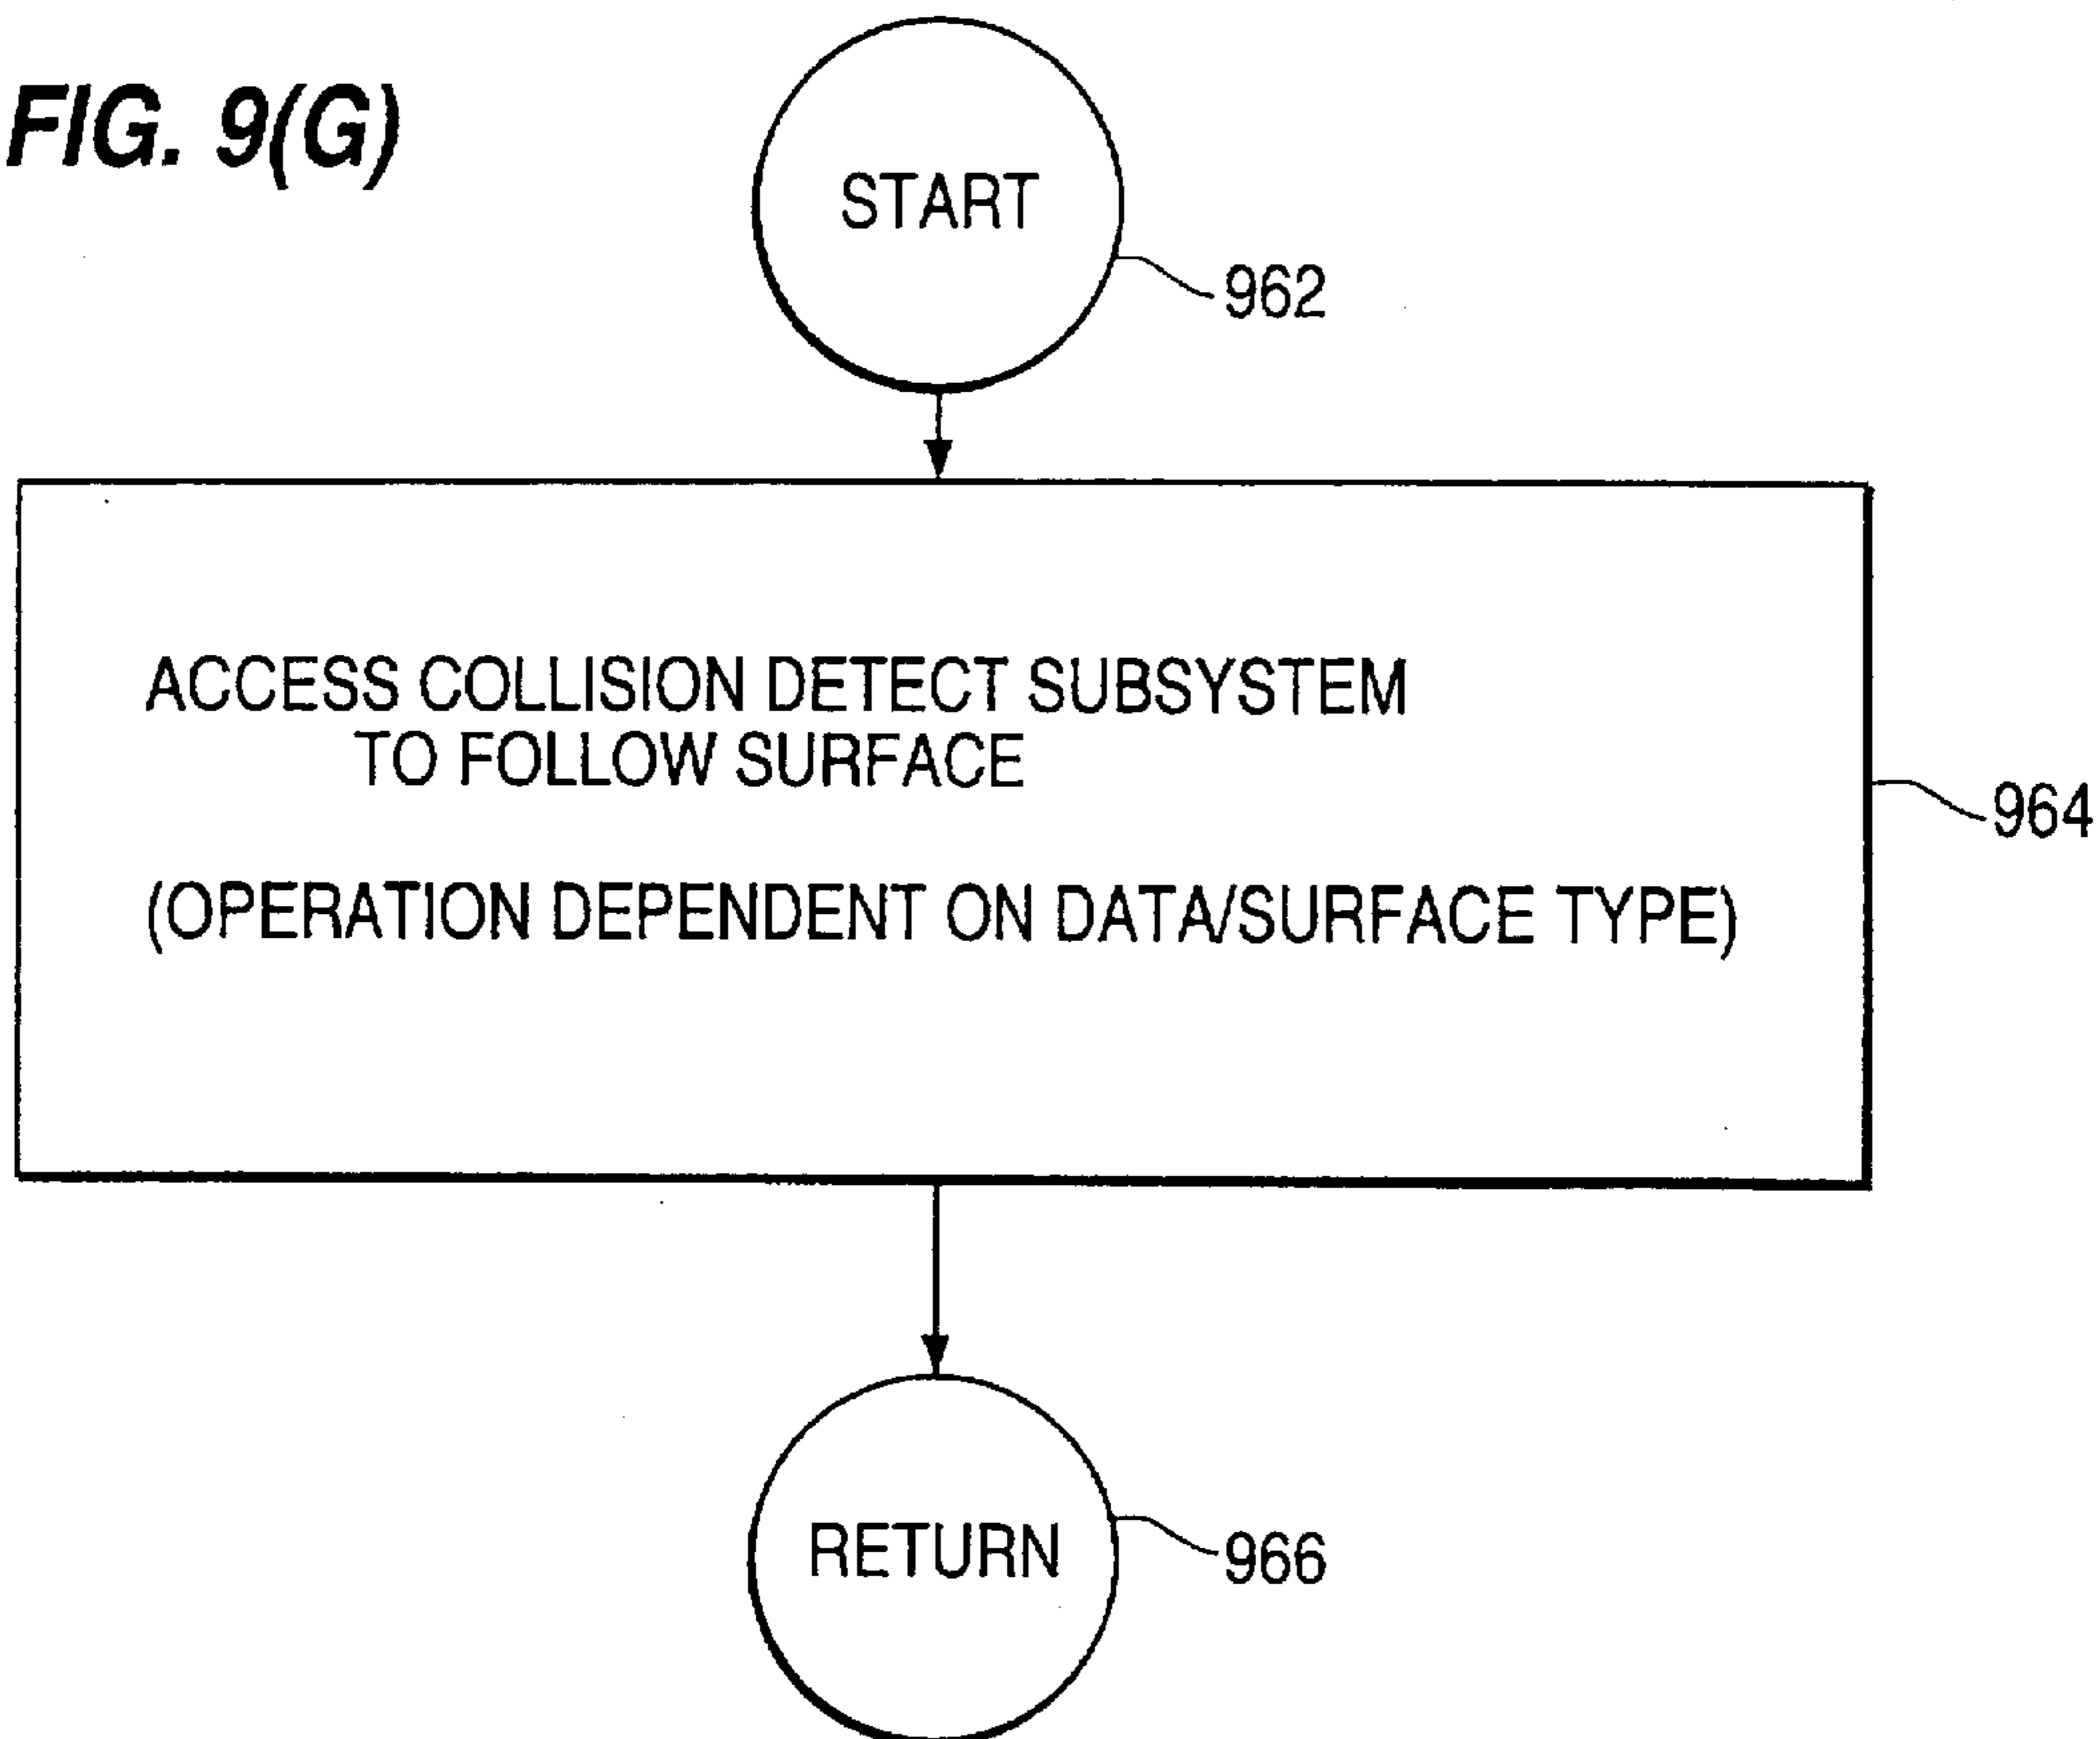 FIG. 9(G)
START
962
ACCESS COLLISION DETECT SUBSYSTEM
TO FOLLOW SURFACE
964
(OPERATION DEPENDENT ON DATA/SURFACE TYPE)
RETURN
966